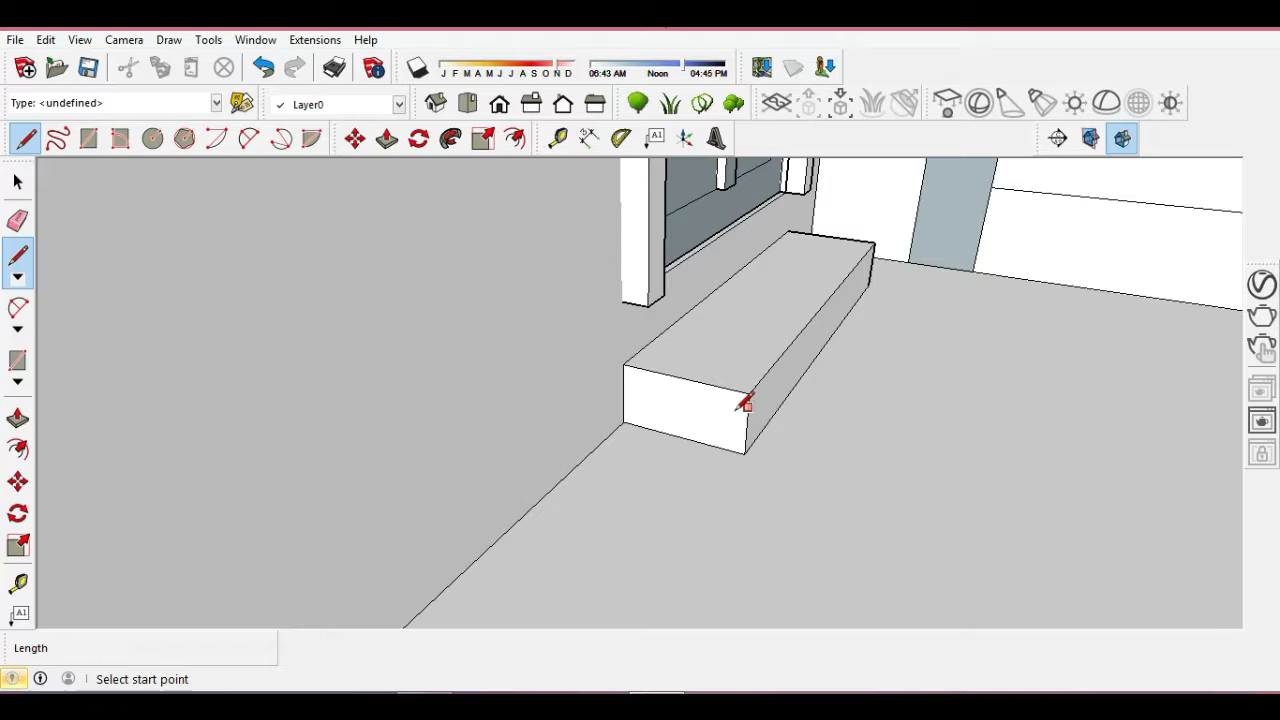 File Edit View Camera Draw Tools Window Extensions Help
J F M A M J J A S O N D 06:43 AM Noon 04:45 PM
Type: <undefined> Layer0
A1
A1
Length
Select start point